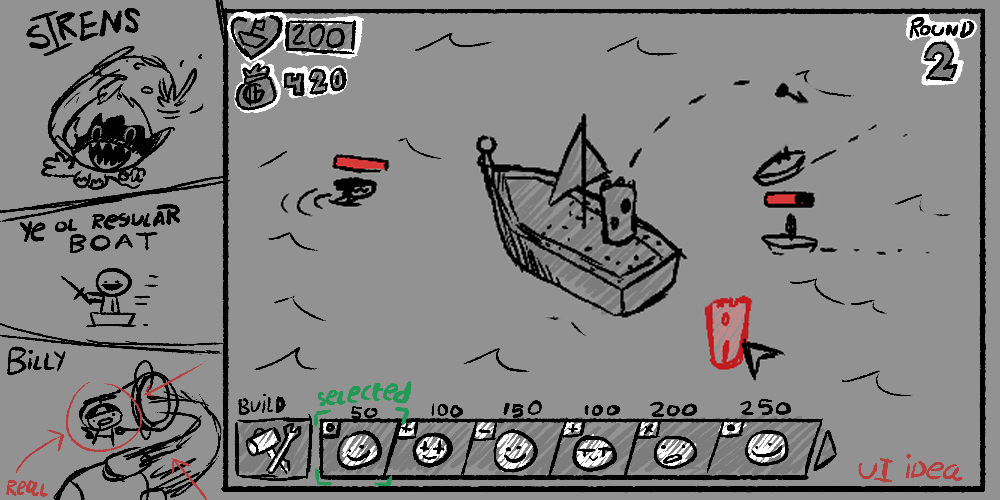 SIRENS
Ye OL REGULAR
BOAT
BiLLY
REAL
200
G 420
ROUND
2
BUILD
selected
50 100 150 100 200 250
UI idea